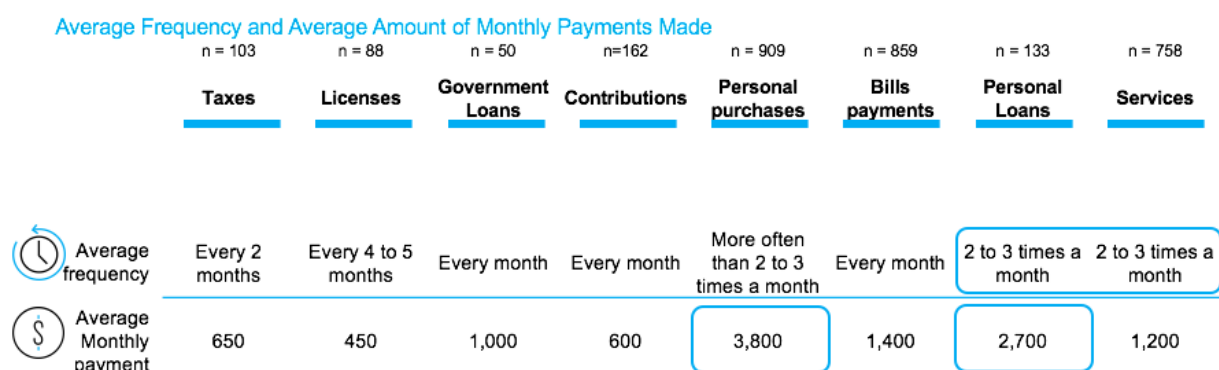 Average Frequency and Average Amount of Monthly Payments Made
n = 103 n = 88 n = 50 n=162 n = 909 n = 859 n = 133 n = 758
Taxes Licenses Government Loans Contributions Personal purchases Bills payments Personal Loans Services
Average frequency Every 2 months Every 4 to 5 months Every month Every month More often than 2 to 3 times a month Every month 2 to 3 times a month 2 to 3 times a month
$ Average Monthly payment 650 450 1,000 600 3,800 1,400 2,700 1,200